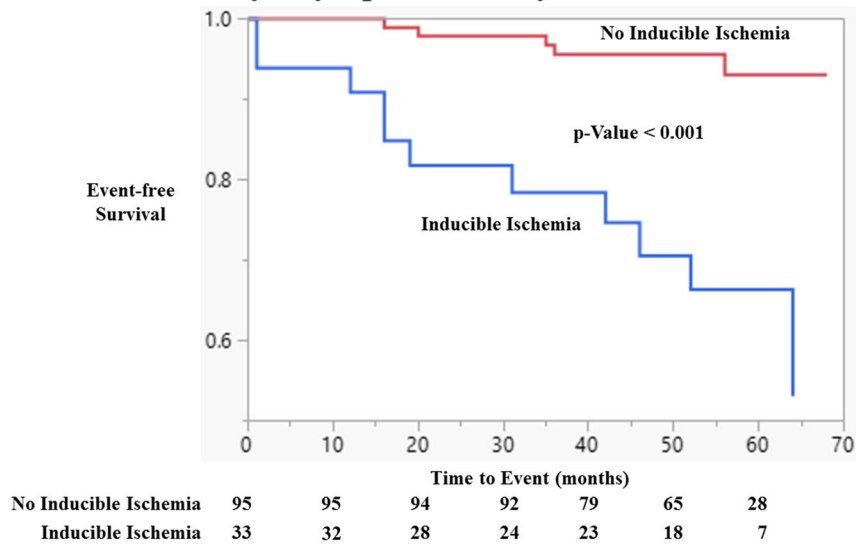 1.0
No Inducible Ischemia
p-Value < 0.001
0.8
Event-free
Survival
Inducible Ischemia
0.6
0 10 20 30 40 50 60 70
Time to Event (months)
No Inducible Ischemia 95 95 94 92 79 65 28
Inducible Ischemia 33 32 28 24 23 18 7